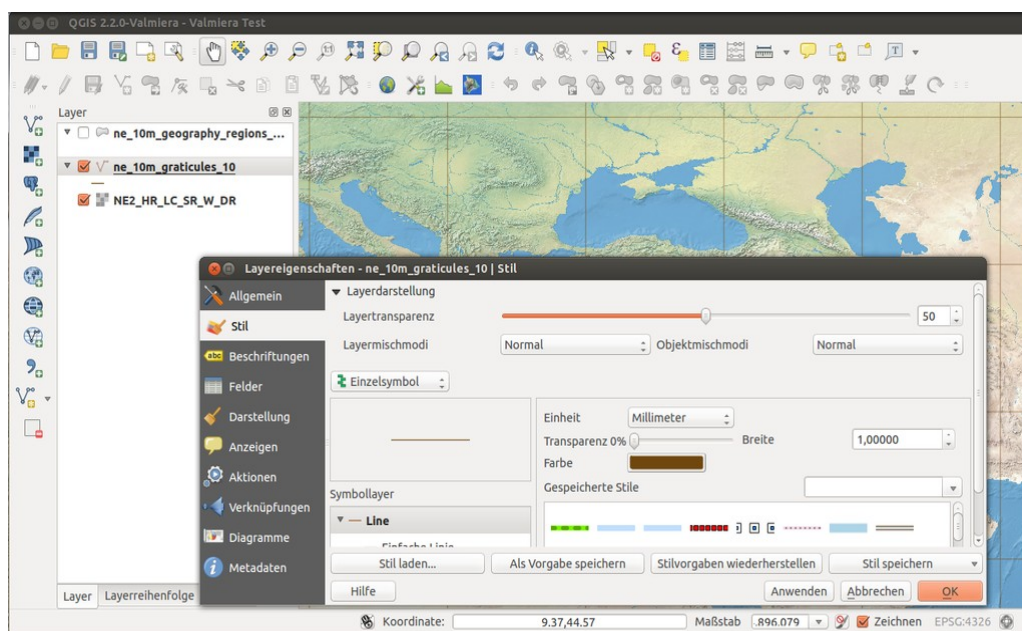 QGIS 2.2.0-Valmiera - Valmiera Test
Layer
ne_10m_geography_regions_...
ne_10m_graticules_10
NE2_HR_LC_SR_W_DR
Layereigenschaften - ne_10m_graticules_10 | Stil
Allgemein
Stil
abc Beschriftungen
Felder
Darstellung
Anzeigen
Aktionen
Verknüpfungen
Diagramme
Metadaten
Layerdarstellung
Layertransparenz 50
Layermischmodi Normal Objektmischmodi Normal
Einzelsymbol
Einheit Millimeter
Transparenz 0% Breite 1,00000
Farbe
Gespeicherte Stile
Symbollayer
Line
Einfache Linie
Stil laden... Als Vorgabe speichern Stilvorgaben wiederherstellen Stil speichern
Hilfe Anwenden Abbrechen OK
Layer Layerreihenfolge
Koordinate: 9.37,44.57 Maßstab .896.079 Zeichnen EPSG:4326